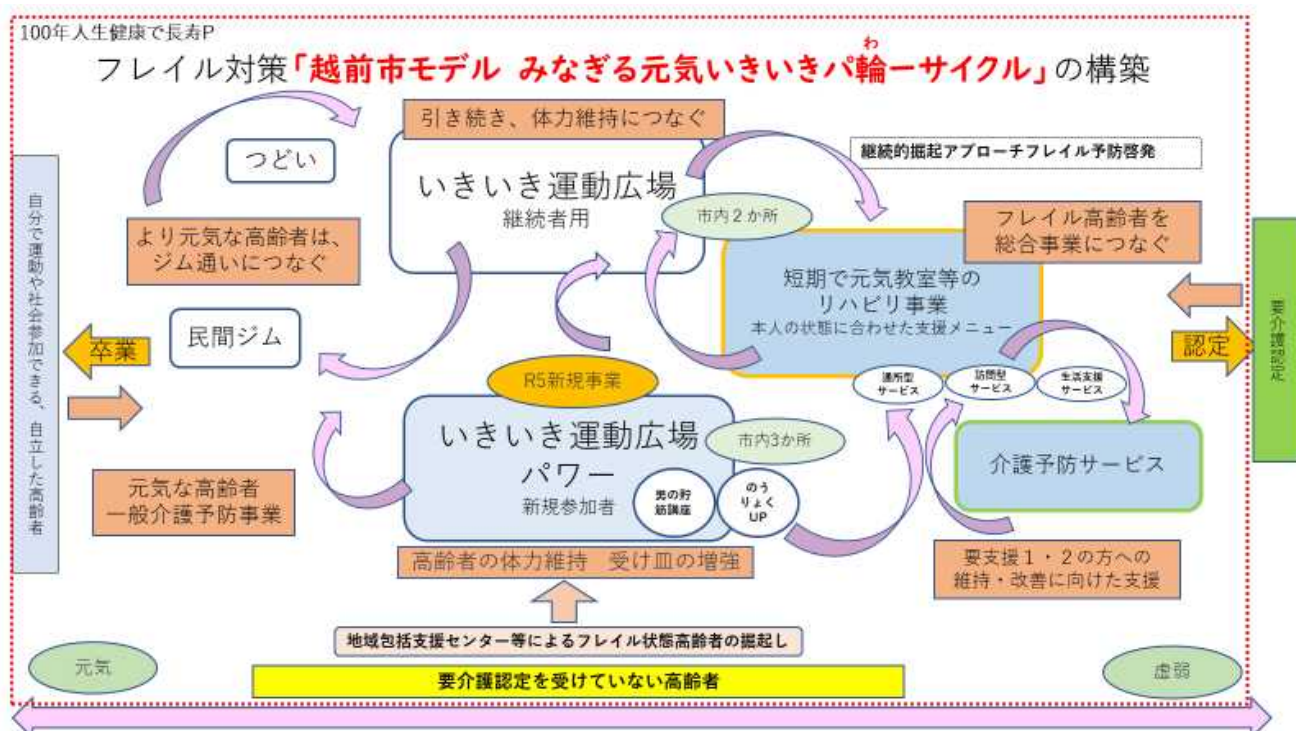 100年人生健康で長寿P
わ
フレイル対策「越前市モデル みなぎる元気いきいきパ輪ーサイクル」の構築
引き続き、体力維持につなぐ
つどい
いきいき運動広場
継続者用
継続的掘起アプローチフレイル予防啓発
市内２か所
フレイル高齢者を
総合事業につなぐ
より元気な高齢者は、
ジム通いにつなぐ
自分で運動や社会参加できる、自立した高齢者
短期で元気教室等の
リハビリ事業
本人の状態に合わせた支援メニュー
要介護認定
民間ジム
卒業
認定
R5新規事業
通所型
サービス
訪問型
サービス
生活支援
サービス
いきいき運動広場
パワー
新規参加者
市内3か所
男の貯
筋講座
のう
りょく
UP
介護予防サービス
元気な高齢者
一般介護予防事業
高齢者の体力維持　受け皿の増強
要支援１・２の方への
維持・改善に向けた支援
地域包括支援センター等によるフレイル状態高齢者の掘起し
元気
要介護認定を受けていない高齢者
虚弱